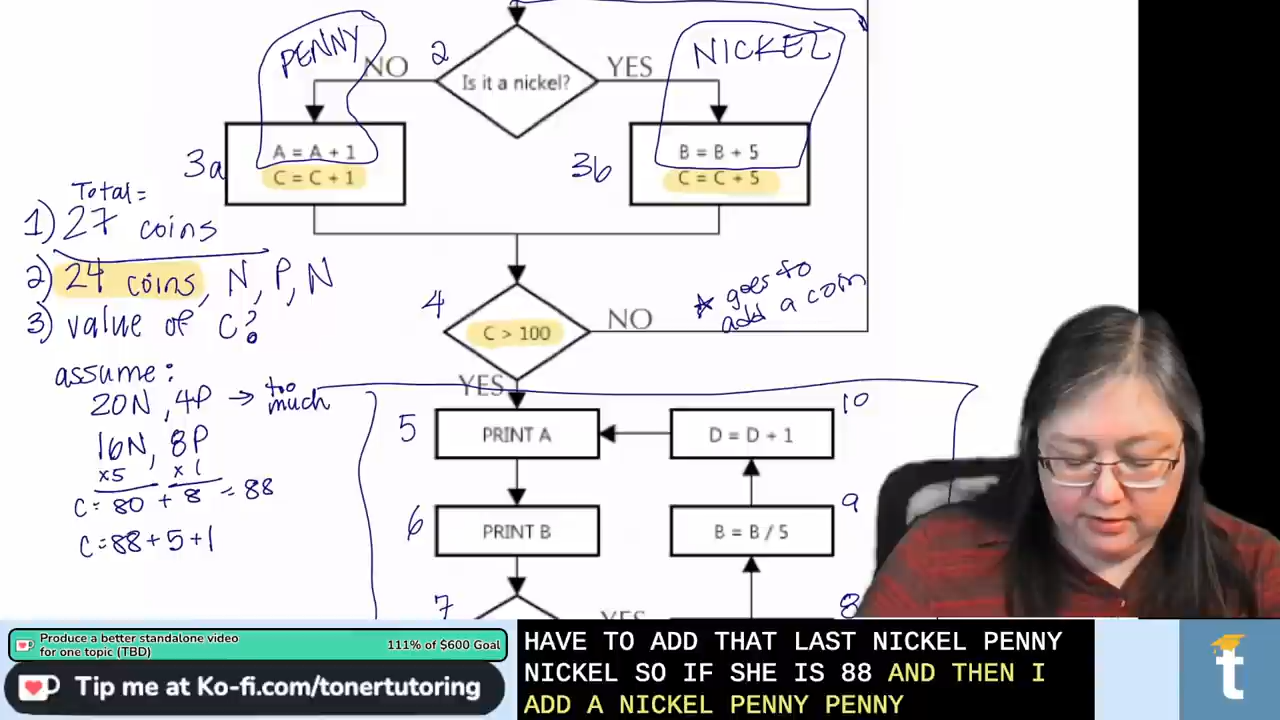 PENNY
NICKEL
2
NO
Is it a nickel?
YES
3a
A = A + 1
C = C + 1
3b
B = B + 5
C = C + 5
Total =
1) 27 coins
2) 24 coins, N, P, N
3) value of C?
4
C > 100
NO
* goes to
add a coin
YES
assume:
20N, 4P → too
much
16N, 8P
x5 x1
C = 80 + 8 = 88
C = 88 + 5 + 1
5
PRINT A
10
D = D + 1
6
PRINT B
9
B = B / 5
7
YES
8
Produce a better standalone video
for one topic (TBD)
111% of $600 Goal
Tip me at Ko-fi.com/tonertutoring
HAVE TO ADD THAT LAST NICKEL PENNY
NICKEL SO IF SHE IS 88 AND THEN I
ADD A NICKEL PENNY PENNY
t